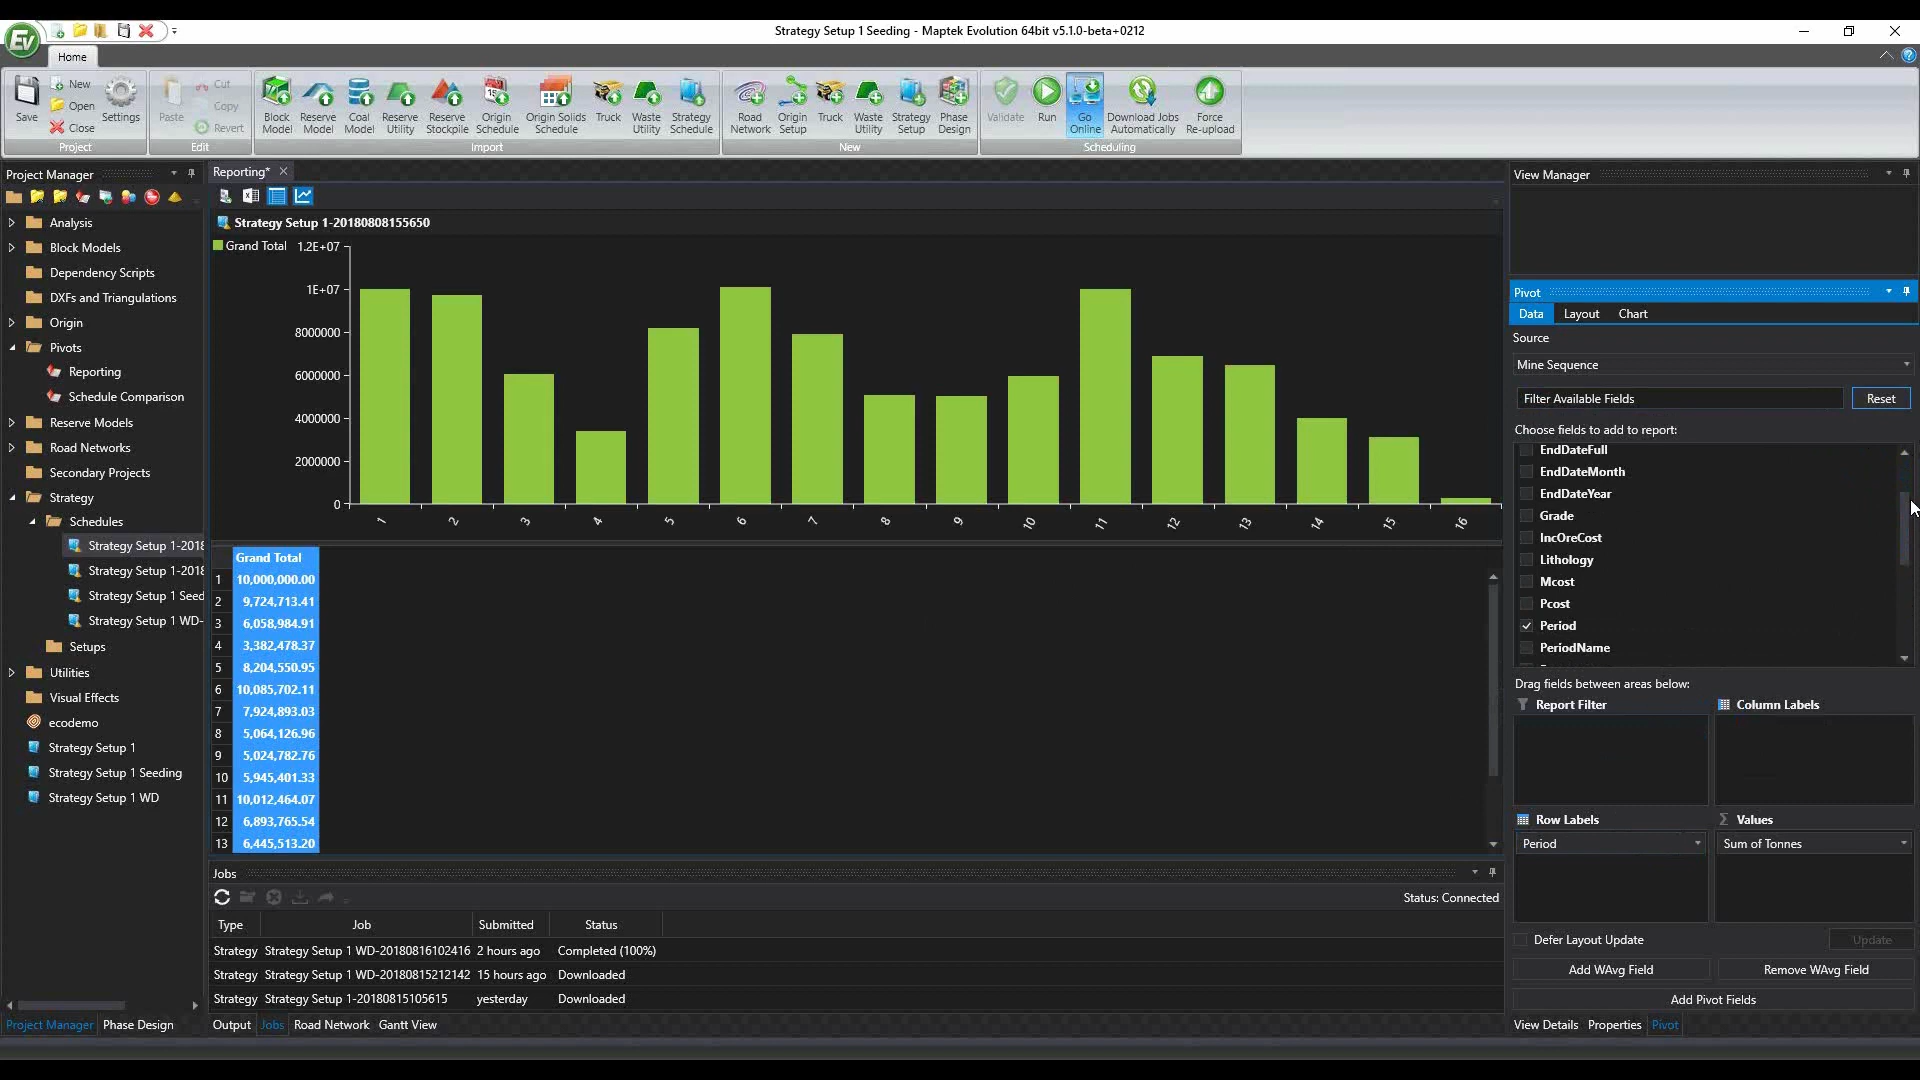 Strategy Setup 1 Seeding - Maptek Evolution 64bit v5.1.0-beta+0212
Ev
Home
Save
New
Open
Close
Settings
Project
Paste
Cut
Copy
Revert
Edit
Block Model
Reserve Model
Coal Model
Reserve Utility
Reserve Stockpile
Origin Schedule
Origin Solids Schedule
Truck
Waste Utility
Strategy Schedule
Import
Road Network
Origin Setup
Truck
Waste Utility
Strategy Setup
Phase Design
New
Validate
Run
Go Online
Download Jobs Automatically
Force Re-upload
Scheduling
Project Manager
Analysis
Block Models
Dependency Scripts
DXFs and Triangulations
Origin
Pivots
Reporting
Schedule Comparison
Reserve Models
Road Networks
Secondary Projects
Strategy
Schedules
Strategy Setup 1-2018
Strategy Setup 1-2018
Strategy Setup 1 Seed
Strategy Setup 1 WD-
Setups
Utilities
Visual Effects
ecodemo
Strategy Setup 1
Strategy Setup 1 Seeding
Strategy Setup 1 WD
Project Manager
Phase Design
Reporting*
Strategy Setup 1-20180808155650
Grand Total
1.2E+07
1E+07
8000000
6000000
4000000
2000000
0
1 2 3 4 5 6 7 8 9 10 11 12 13 14 15 16
Grand Total
1 10,000,000.00
2 9,724,713.41
3 6,058,984.91
4 3,382,478.37
5 8,204,550.95
6 10,085,702.11
7 7,924,893.03
8 5,064,126.96
9 5,024,782.76
10 5,945,401.33
11 10,012,464.07
12 6,893,765.54
13 6,445,513.20
Jobs
Status: Connected
Type Job Submitted Status
Strategy Strategy Setup 1 WD-20180816102416 2 hours ago Completed (100%)
Strategy Strategy Setup 1 WD-20180815212142 15 hours ago Downloaded
Strategy Strategy Setup 1-20180815105615 yesterday Downloaded
Output Jobs Road Network Gantt View
View Manager
Pivot
Data Layout Chart
Source
Mine Sequence
Filter Available Fields
Reset
Choose fields to add to report:
EndDateFull
EndDateMonth
EndDateYear
Grade
IncOreCost
Lithology
Mcost
Pcost
Period
PeriodName
Drag fields between areas below:
Report Filter
Column Labels
Row Labels
Values
Period
Sum of Tonnes
Defer Layout Update
Update
Add WAvg Field
Remove WAvg Field
Add Pivot Fields
View Details Properties Pivot